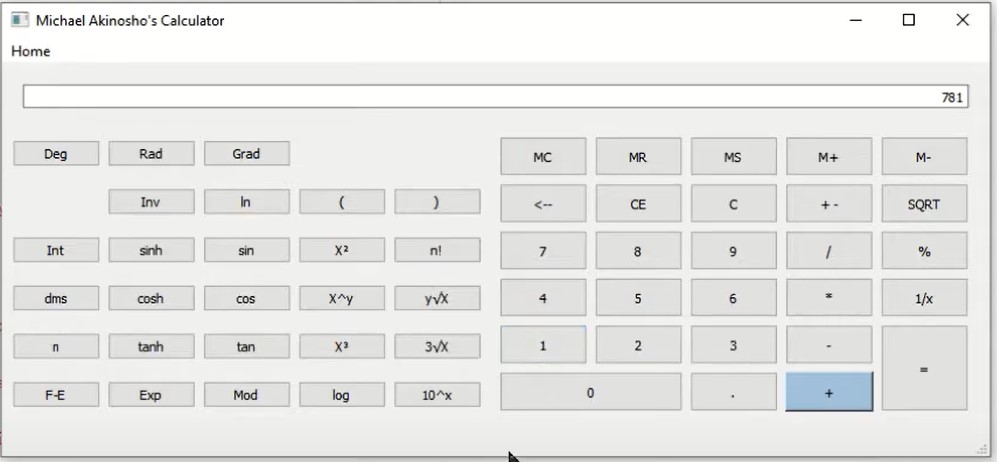 Michael Akinosho's Calculator
Home
781
Deg Rad Grad MC MR MS M+ M-
Inv ln ( ) <-- CE C + - SQRT
Int sinh sin X² n! 7 8 9 / %
dms cosh cos X^y y√X 4 5 6 * 1/x
π tanh tan X³ 3√X 1 2 3 - =
F-E Exp Mod log 10^x 0 . +